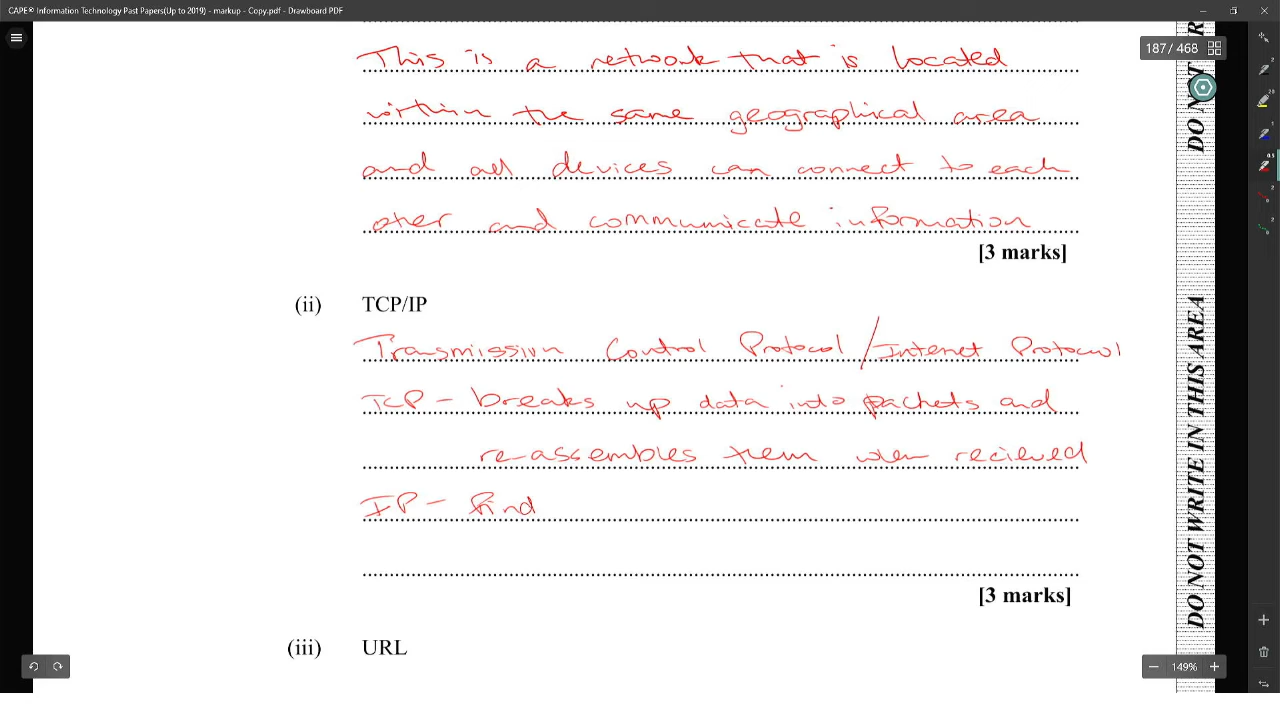 CAPE® Information Technology Past Papers(Up to 2019) - markup - Copy.pdf - Drawboard PDF
187 / 468
This is a network that is located
within the same geographical area
and all devices can connect to each
other and communicate information
[3 marks]
(ii) TCP/IP
Transmission Control Protocol / Internet Protocol
TCP - breaks up data into packets and
re-assembles them when recieved
IP - find
[3 marks]
(iii) URL
149%
DO NOT WRITE IN THIS AREA
DO NOT